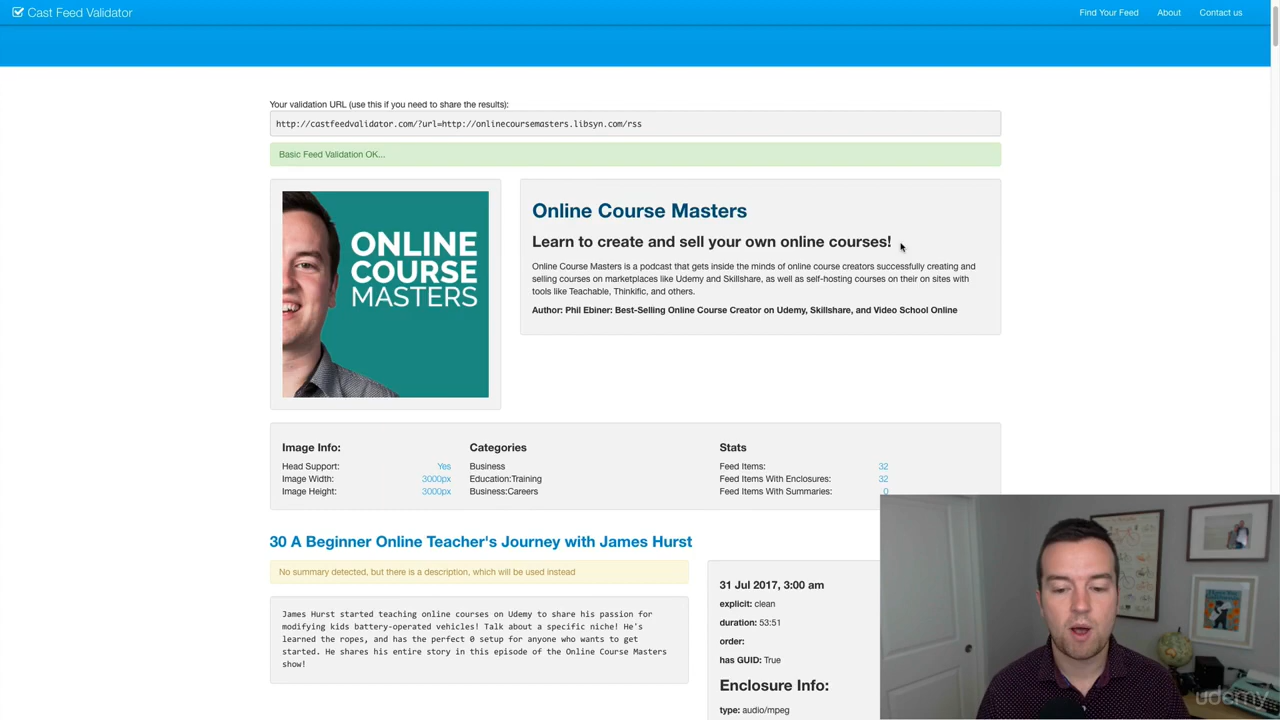 Cast Feed Validator
Find Your Feed About Contact us
Your validation URL (use this if you need to share the results):
http://castfeedvalidator.com/?url=http://onlinecoursemasters.libsyn.com/rss
Basic Feed Validation OK...
ONLINE
COURSE
MASTERS
Online Course Masters
Learn to create and sell your own online courses!
Online Course Masters is a podcast that gets inside the minds of online course creators successfully creating and
selling courses on marketplaces like Udemy and Skillshare, as well as self-hosting courses on their on sites with
tools like Teachable, Thinkific, and others.
Author: Phil Ebiner: Best-Selling Online Course Creator on Udemy, Skillshare, and Video School Online
Image Info:
Head Support: Yes
Image Width: 3000px
Image Height: 3000px
Categories
Business
Education:Training
Business:Careers
Stats
Feed Items: 32
Feed Items With Enclosures: 32
Feed Items With Summaries: 0
30 A Beginner Online Teacher's Journey with James Hurst
No summary detected, but there is a description, which will be used instead
James Hurst started teaching online courses on Udemy to share his passion for
modifying kids battery-operated vehicles! Talk about a specific niche! He's
learned the ropes, and has the perfect 0 setup for anyone who wants to get
started. He shares his entire story in this episode of the Online Course Masters
show!
31 Jul 2017, 3:00 am
explicit: clean
duration: 53:51
order:
has GUID: True
Enclosure Info:
type: audio/mpeg
udemy